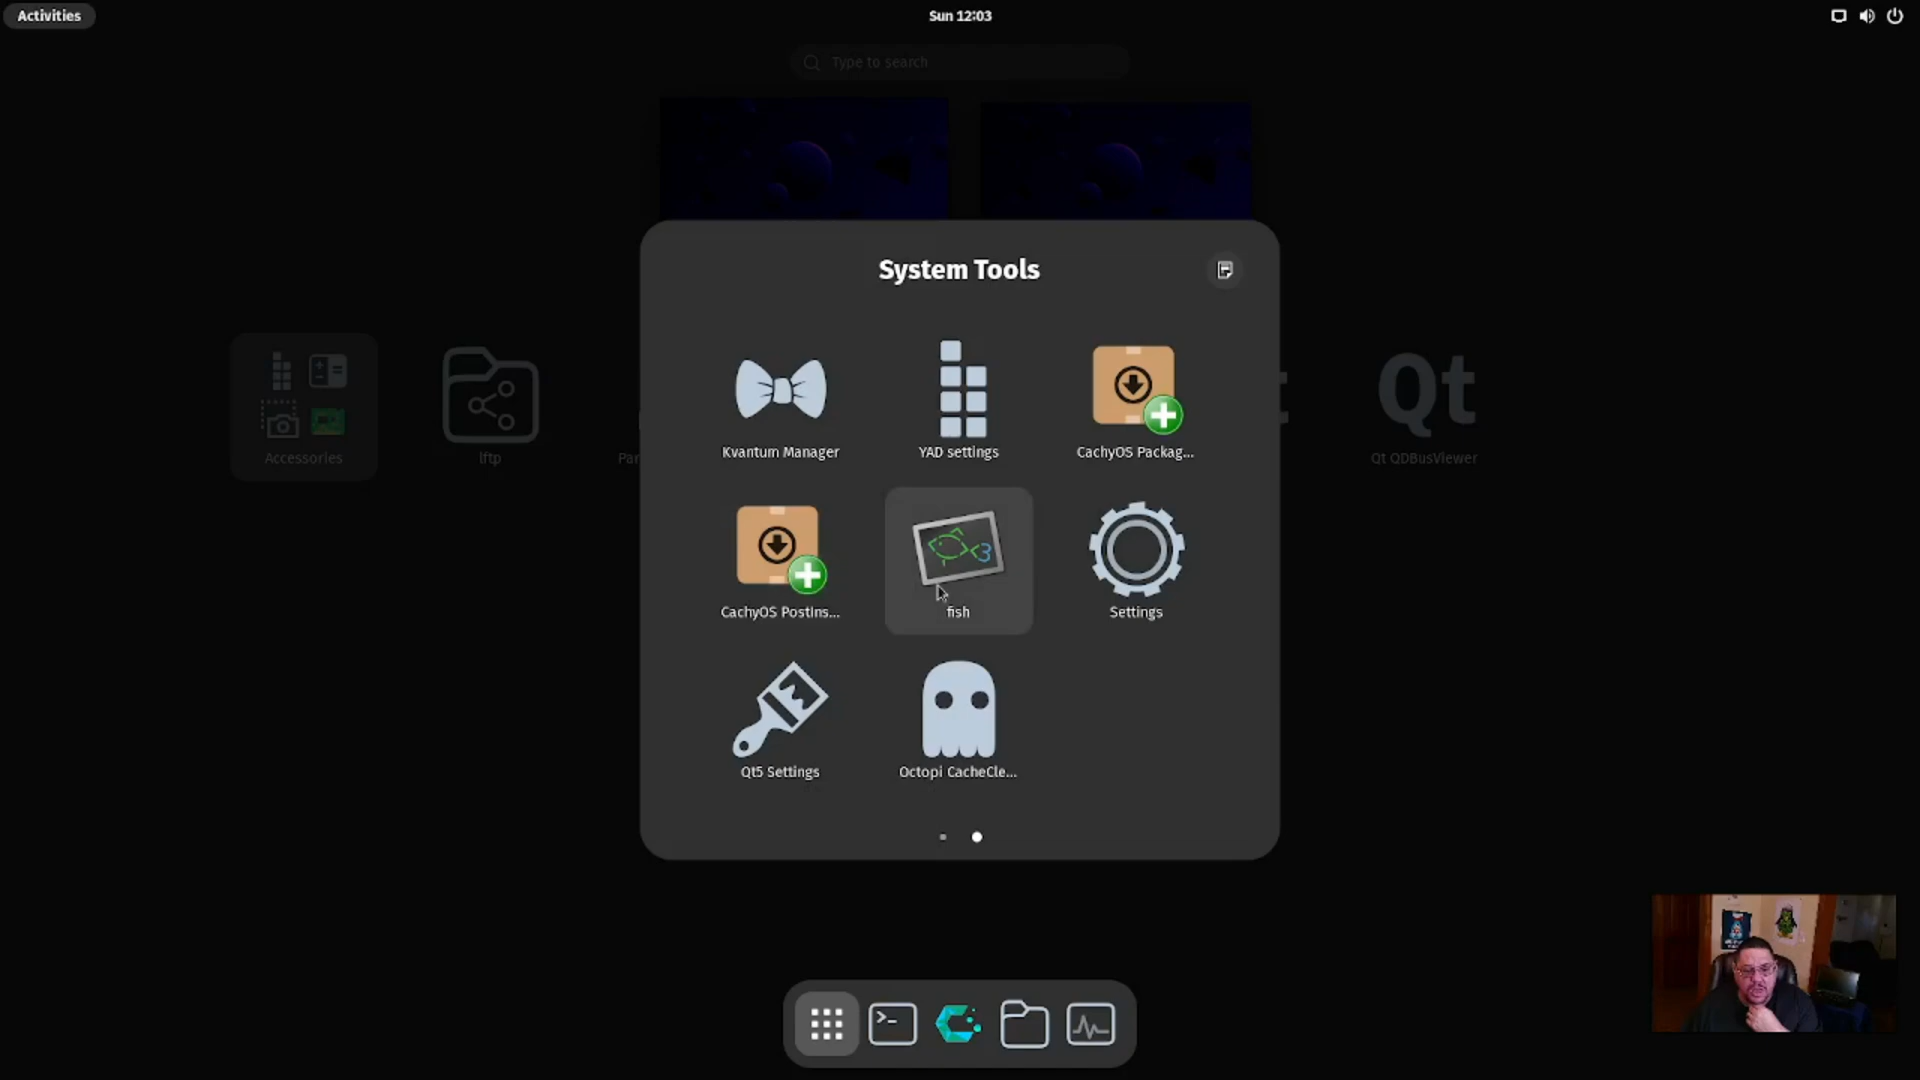 Activities
Sun 12:03
Type to search
System Tools
Kvantum Manager
YAD settings
CachyOS Packag...
CachyOS PostIns...
fish
Settings
Qt5 Settings
Octopi CacheCle...
Accessories
lftp
Par
Qt
Qt QDBusViewer